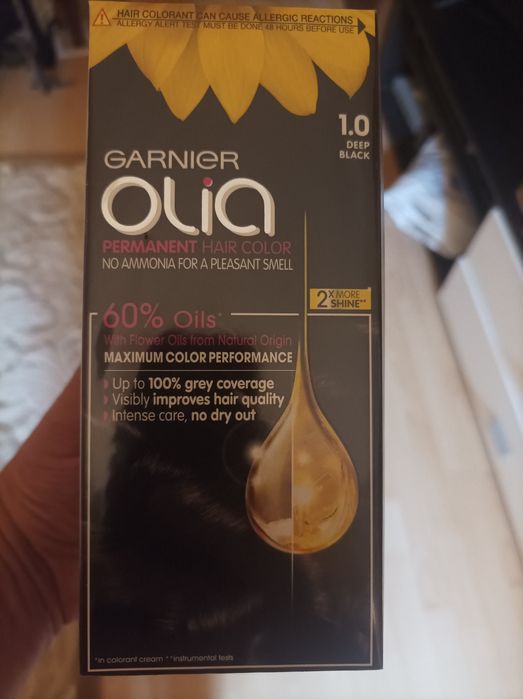 HAIR COLORANT CAN CAUSE ALLERGIC REACTIONS
ALLERGY ALERT TEST MUST BE DONE 48 HOURS BEFORE USE
1.0
DEEP
BLACK
GARNIER
OLIA
PERMANENT HAIR COLOR
NO AMMONIA FOR A PLEASANT SMELL
2X MORE
SHINE**
60% Oils*
With Flower Oils from Natural Origin
MAXIMUM COLOR PERFORMANCE
Up to 100% grey coverage
Visibly improves hair quality
Intense care, no dry out
*in colorant cream **instrumental tests